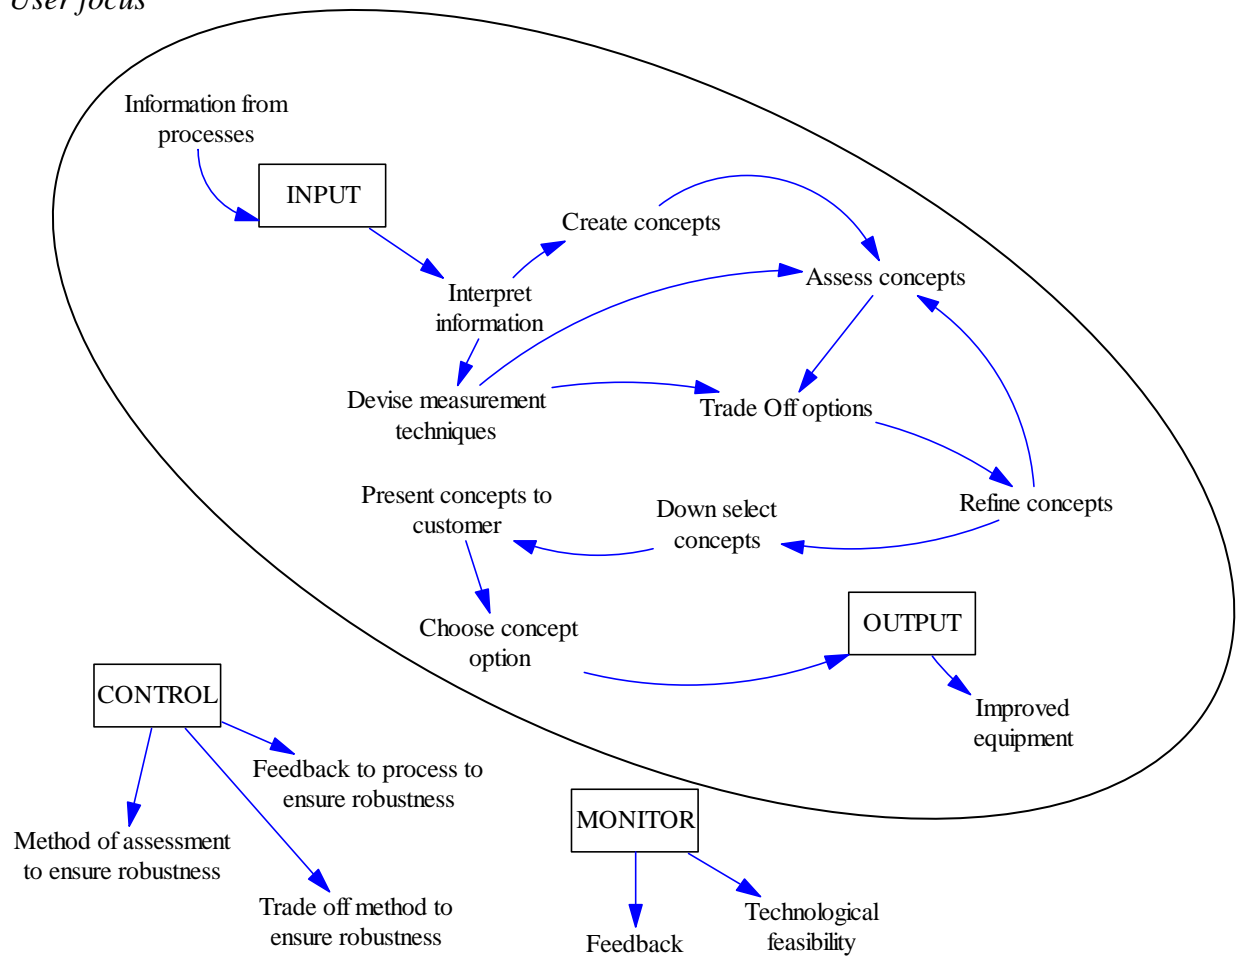 User focus
Information from
processes
INPUT
Create concepts
Assess concepts
Interpret
information
Devise measurement
techniques
Trade Off options
Present concepts to
customer
Down select
concepts
Refine concepts
Choose concept
option
OUTPUT
Improved
equipment
CONTROL
Feedback to process to
ensure robustness
Method of assessment
to ensure robustness
Trade off method to
ensure robustness
MONITOR
Feedback
Technological
feasibility